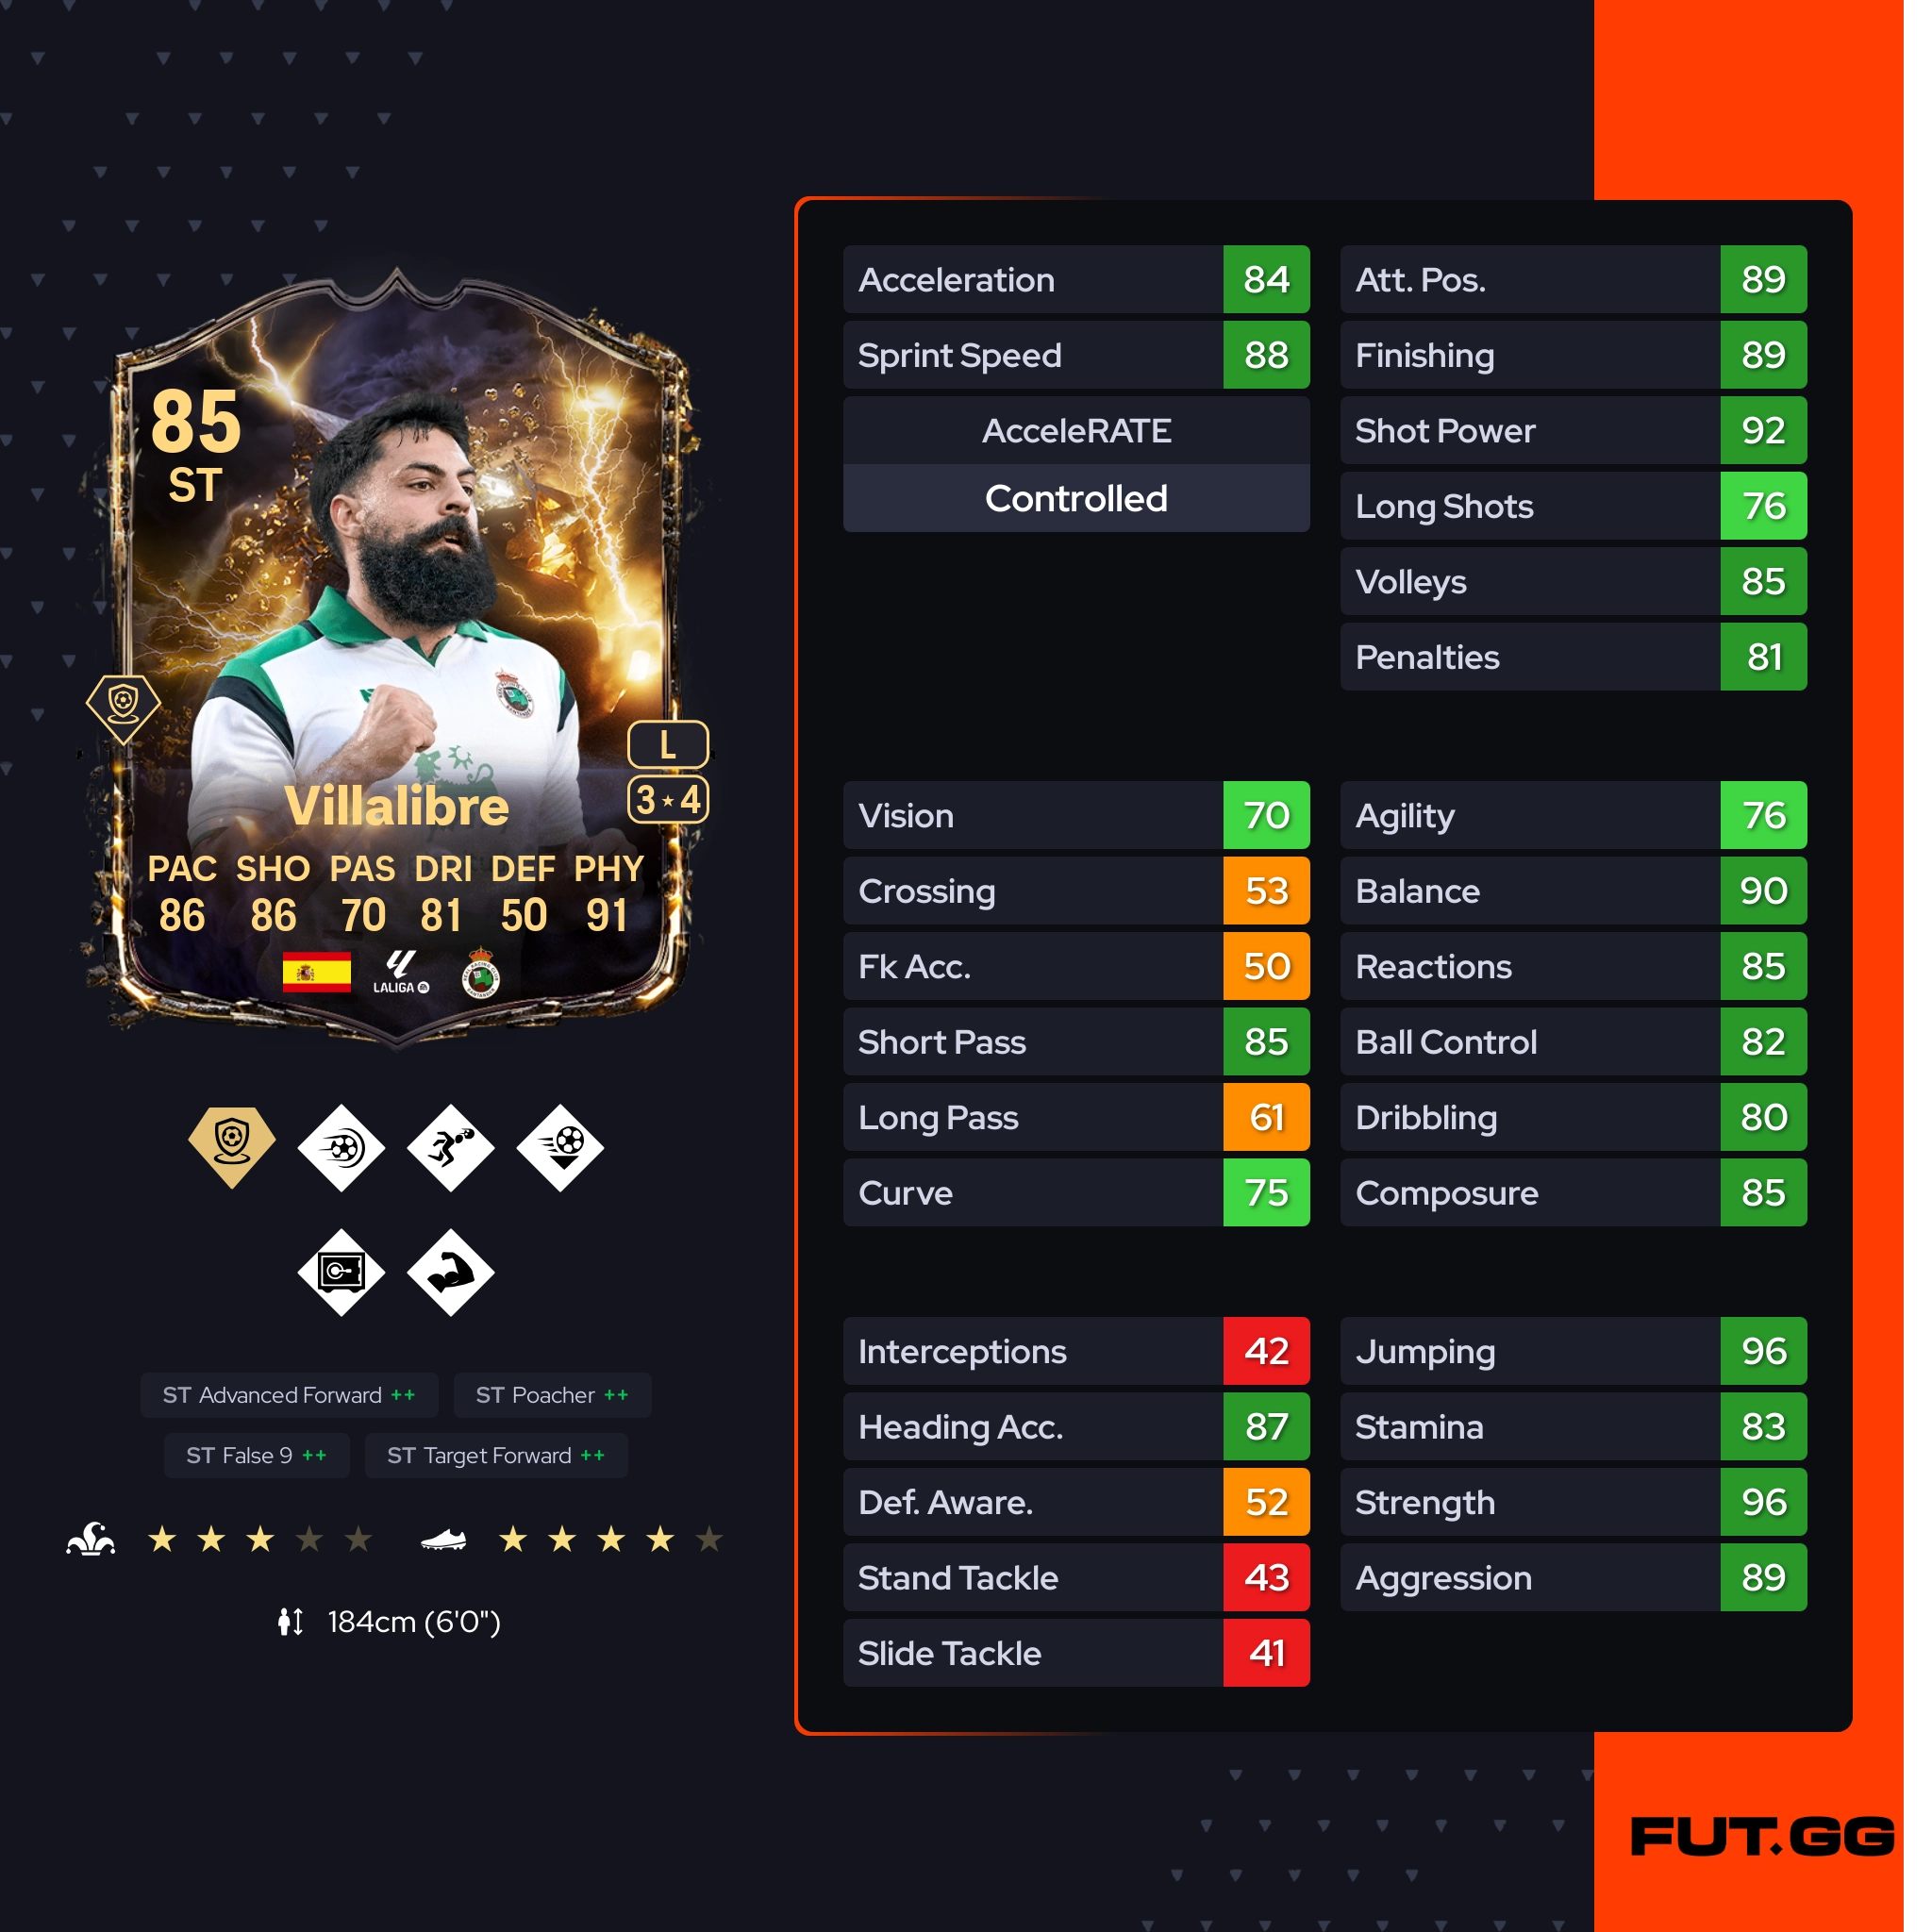 85
ST
L
3★4
Villalibre
PAC SHO PAS DRI DEF PHY
86 86 70 81 50 91
LALIGA
ST Advanced Forward ++
ST Poacher ++
ST False 9 ++
ST Target Forward ++
184cm (6'0")
Acceleration 84
Sprint Speed 88
AcceleRATE
Controlled
Att. Pos. 89
Finishing 89
Shot Power 92
Long Shots 76
Volleys 85
Penalties 81
Vision 70
Crossing 53
Fk Acc. 50
Short Pass 85
Long Pass 61
Curve 75
Agility 76
Balance 90
Reactions 85
Ball Control 82
Dribbling 80
Composure 85
Interceptions 42
Heading Acc. 87
Def. Aware. 52
Stand Tackle 43
Slide Tackle 41
Jumping 96
Stamina 83
Strength 96
Aggression 89
FUT.GG